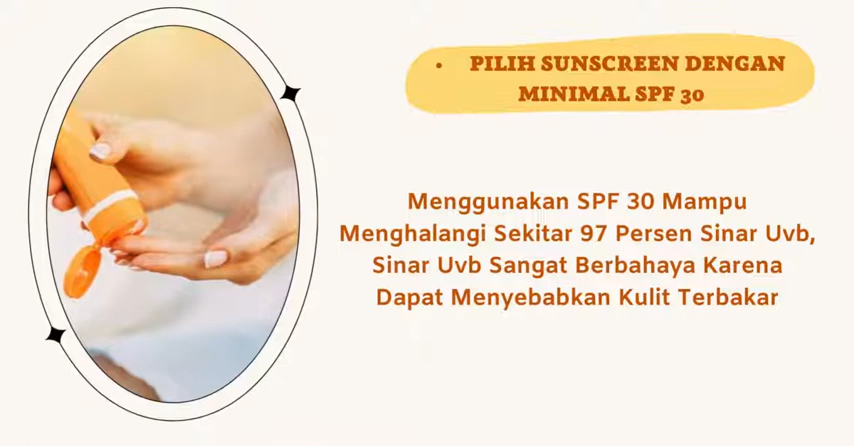 • PILIH SUNSCREEN DENGAN
MINIMAL SPF 30
Menggunakan SPF 30 Mampu
Menghalangi Sekitar 97 Persen Sinar Uvb,
Sinar Uvb Sangat Berbahaya Karena
Dapat Menyebabkan Kulit Terbakar